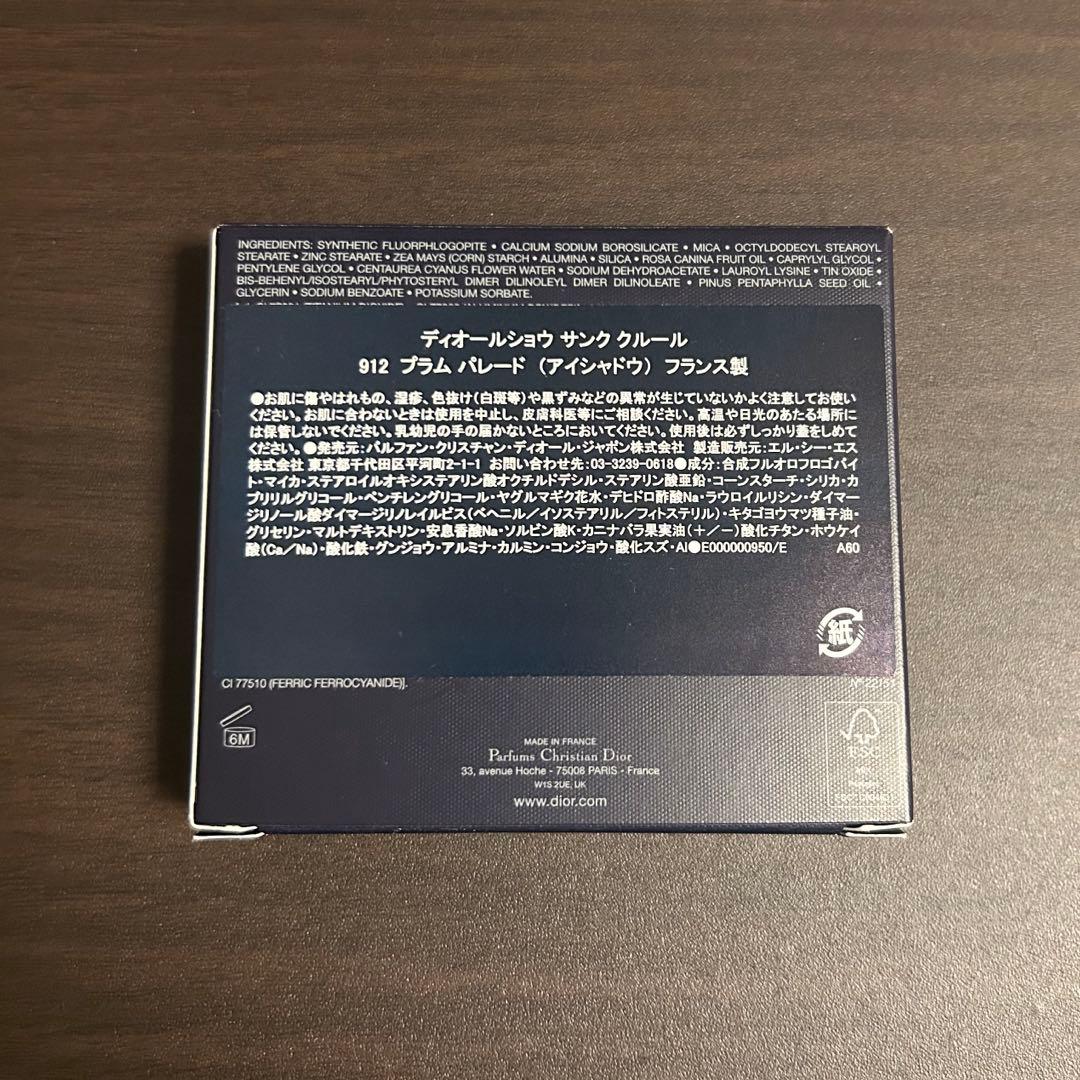 INGREDIENTS: SYNTHETIC FLUORPHLOGOPITE • CALCIUM SODIUM BOROSILICATE • MICA • OCTYLDODECYL STEAROYL
STEARATE • ZINC STEARATE • ZEA MAYS (CORN) STARCH • ALUMINA • SILICA • ROSA CANINA FRUIT OIL • CAPRYLYL GLYCOL •
PENTYLENE GLYCOL • CENTAUREA CYANUS FLOWER WATER • SODIUM DEHYDROACETATE • LAUROYL LYSINE • TIN OXIDE •
BIS-BEHENYL/ISOSTEARYL/PHYTOSTERYL DIMER DILINOLEYL DIMER DILINOLEATE • PINUS PENTAPHYLLA SEED OIL •
GLYCERIN • SODIUM BENZOATE • POTASSIUM SORBATE.
ディオールショウ サンク クルール
912 プラム パレード (アイシャドウ) フランス製
●お肌に傷やはれもの、湿疹、色抜け(白斑等)や黒ずみなどの異常が生じていないかよく注意してお使い
ください。お肌に合わないときは使用を中止し、皮膚科医等にご相談ください。高温や日光のあたる場所に
は保管しないでください。乳幼児の手の届かないところにおいてください。使用後は必ずしっかり蓋をしめて
ください。●発売元:パルファン・クリスチャン・ディオール・ジャポン株式会社 製造販売元:エル・シー・エス
株式会社 東京都千代田区平河町2-1-1 お問い合わせ先:03-3239-0618●成分:合成フルオロフロゴパイ
ト・マイカ・ステアロイルオキシステアリン酸オクチルドデシル・ステアリン酸亜鉛・コーンスターチ・シリカ・カ
プリリルグリコール・ペンチレングリコール・ヤグルマギク花水・デヒドロ酢酸Na・ラウロイルリシン・ダイマー
ジリノール酸ダイマージリノレイルビス(ベヘニル/イソステアリル/フィトステリル)・キタゴヨウマツ種子油・
グリセリン・マルトデキストリン・安息香酸Na・ソルビン酸K・カニナバラ果実油(+/-)酸化チタン・ホウケイ
酸(Ca/Na)・酸化鉄・グンジョウ・アルミナ・カルミン・コンジョウ・酸化スズ・Al●E000000950/E A60
紙
CI 77510 (FERRIC FERROCYANIDE)].
6M
MADE IN FRANCE
Parfums Christian Dior
33, avenue Hoche - 75008 PARIS - France
W1S 2UE, UK
www.dior.com
FSC